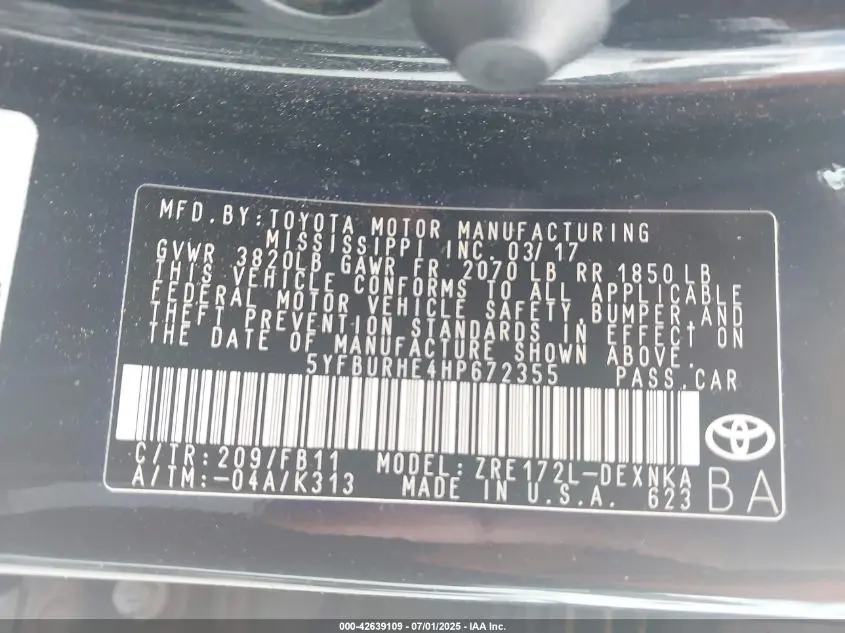 MFD.BY:TOYOTA MOTOR MANUFACTURING
MISSISSIPPI INC. 03/17
GVWR 3820LB GAWR FR 2070LB RR 1850LB
THIS VEHICLE CONFORMS TO ALL APPLICABLE
FEDERAL MOTOR VEHICLE SAFETY,BUMPER AND
THEFT PREVENTION STANDARDS IN EFFECT ON
THE DATE OF MANUFACTURE SHOWN ABOVE.
5YFBURHE4HP672355 PASS.CAR
C/TR:209/FB11 MODEL:ZRE172L-DEXNKA
A/TM:-04A/K313 MADE IN U.S.A. 623
BA
000-42639109 - 07/01/2025 - IAA Inc.